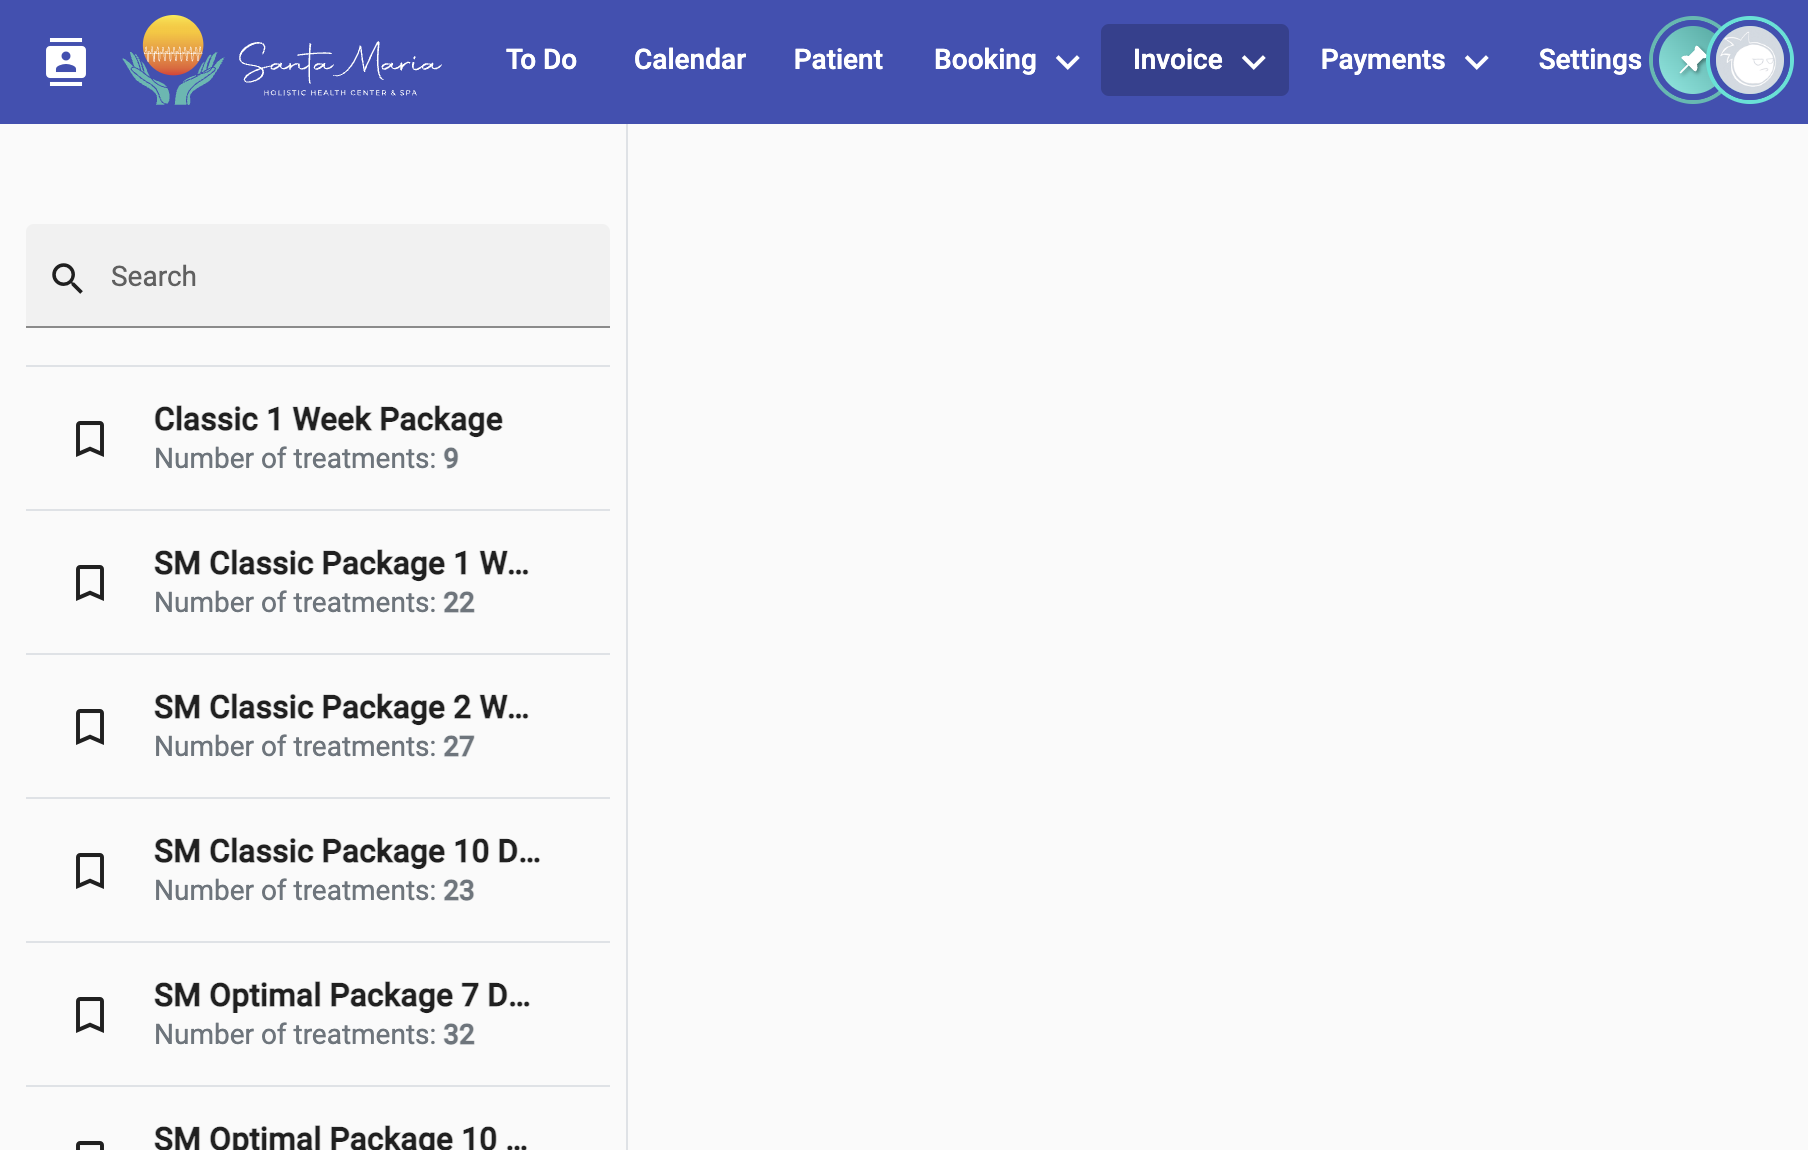 Santa Maria
HOLISTIC HEALTH CENTER & SPA
To Do
Calendar
Patient
Booking
Invoice
Payments
Settings
Search
Classic 1 Week Package
Number of treatments: 9
SM Classic Package 1 W...
Number of treatments: 22
SM Classic Package 2 W...
Number of treatments: 27
SM Classic Package 10 D...
Number of treatments: 23
SM Optimal Package 7 D...
Number of treatments: 32
SM Optimal Package 10 ...